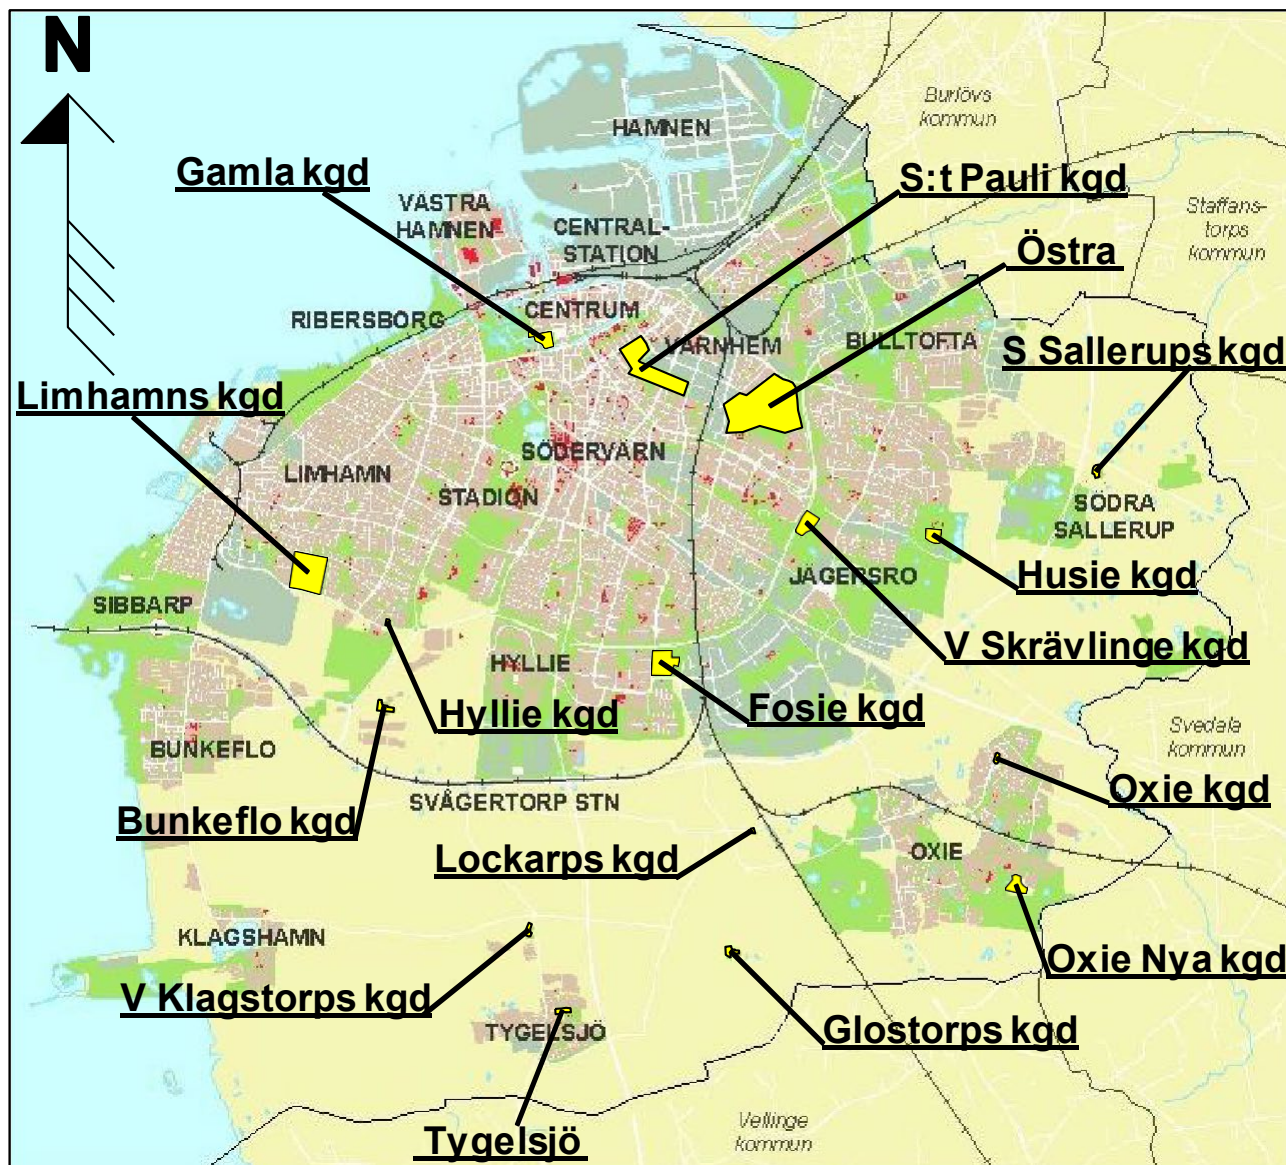 N
Burlövs
kommun
HAMNEN
Gamla kgd
S:t Pauli kgd
VÄSTRA
HAMNEN
CENTRAL-
STATION
Staffans-
torps
kommun
Östra
CENTRUM
RIBERSBORG
VÄRNHEM
BULLTOFTA
S Sallerups kgd
Limhamns kgd
SÖDERVÄRN
LIMHAMN
STADION
SÖDRA
SALLERUP
JÄGERSRO
Husie kgd
SIBBARP
V Skrävlinge kgd
HYLLIE
Hyllie kgd
Fosie kgd
Svedala
kommun
BUNKEFLO
Oxie kgd
SVÅGERTORP STN
Bunkeflo kgd
Lockarps kgd
OXIE
KLAGSHAMN
Oxie Nya kgd
V Klagstorps kgd
TYGELSJÖ
Glostorps kgd
Vellinge
kommun
Tygelsjö